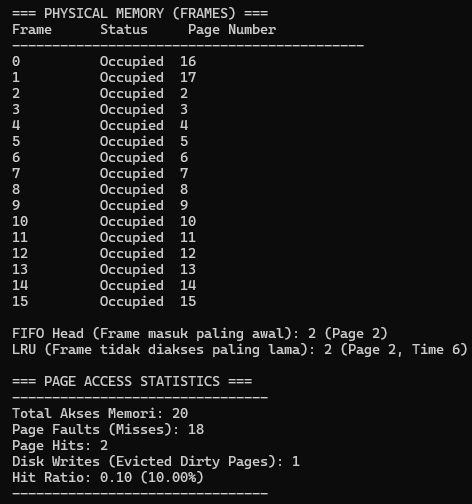 === PHYSICAL MEMORY (FRAMES) ===
Frame Status Page Number
--------------------------------------------
0 Occupied 16
1 Occupied 17
2 Occupied 2
3 Occupied 3
4 Occupied 4
5 Occupied 5
6 Occupied 6
7 Occupied 7
8 Occupied 8
9 Occupied 9
10 Occupied 10
11 Occupied 11
12 Occupied 12
13 Occupied 13
14 Occupied 14
15 Occupied 15
FIFO Head (Frame masuk paling awal): 2 (Page 2)
LRU (Frame tidak diakses paling lama): 2 (Page 2, Time 6)
=== PAGE ACCESS STATISTICS ===
--------------------------------
Total Akses Memori: 20
Page Faults (Misses): 18
Page Hits: 2
Disk Writes (Evicted Dirty Pages): 1
Hit Ratio: 0.10 (10.00%)
--------------------------------